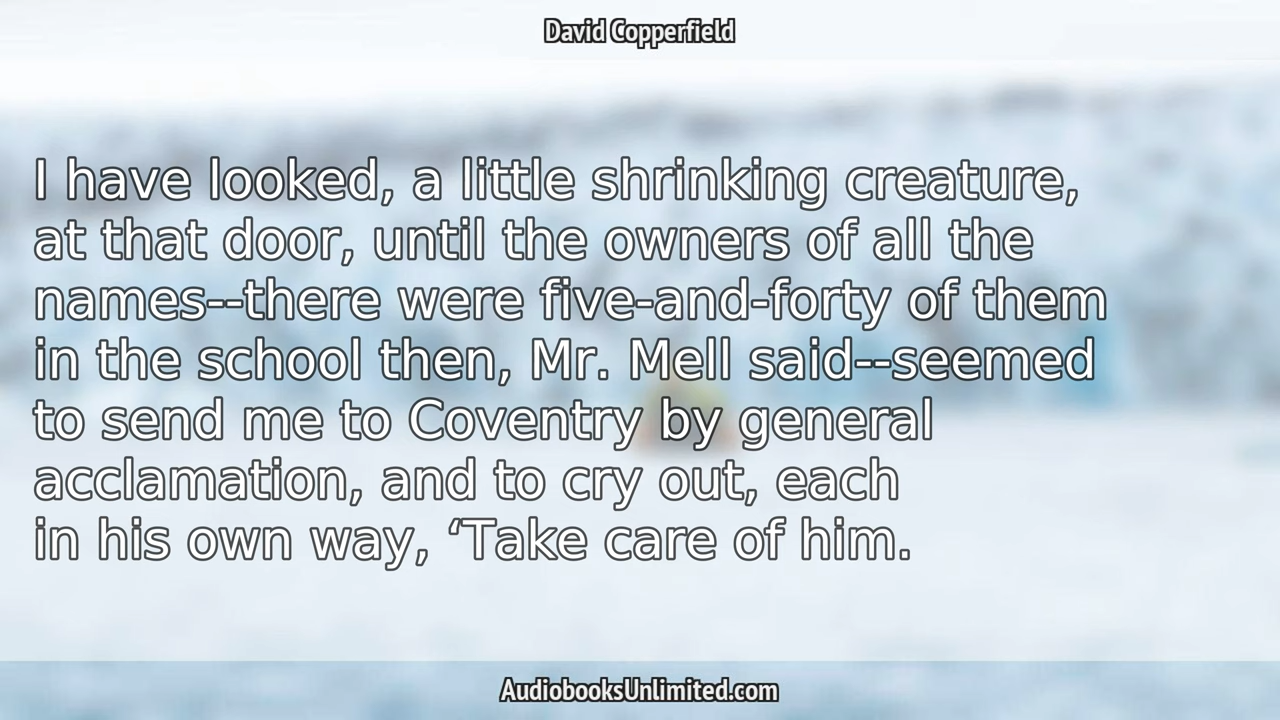 David Copperfield
I have looked, a little shrinking creature,
at that door, until the owners of all the
names--there were five-and-forty of them
in the school then, Mr. Mell said--seemed
to send me to Coventry by general
acclamation, and to cry out, each
in his own way, ‘Take care of him.
AudiobooksUnlimited.com